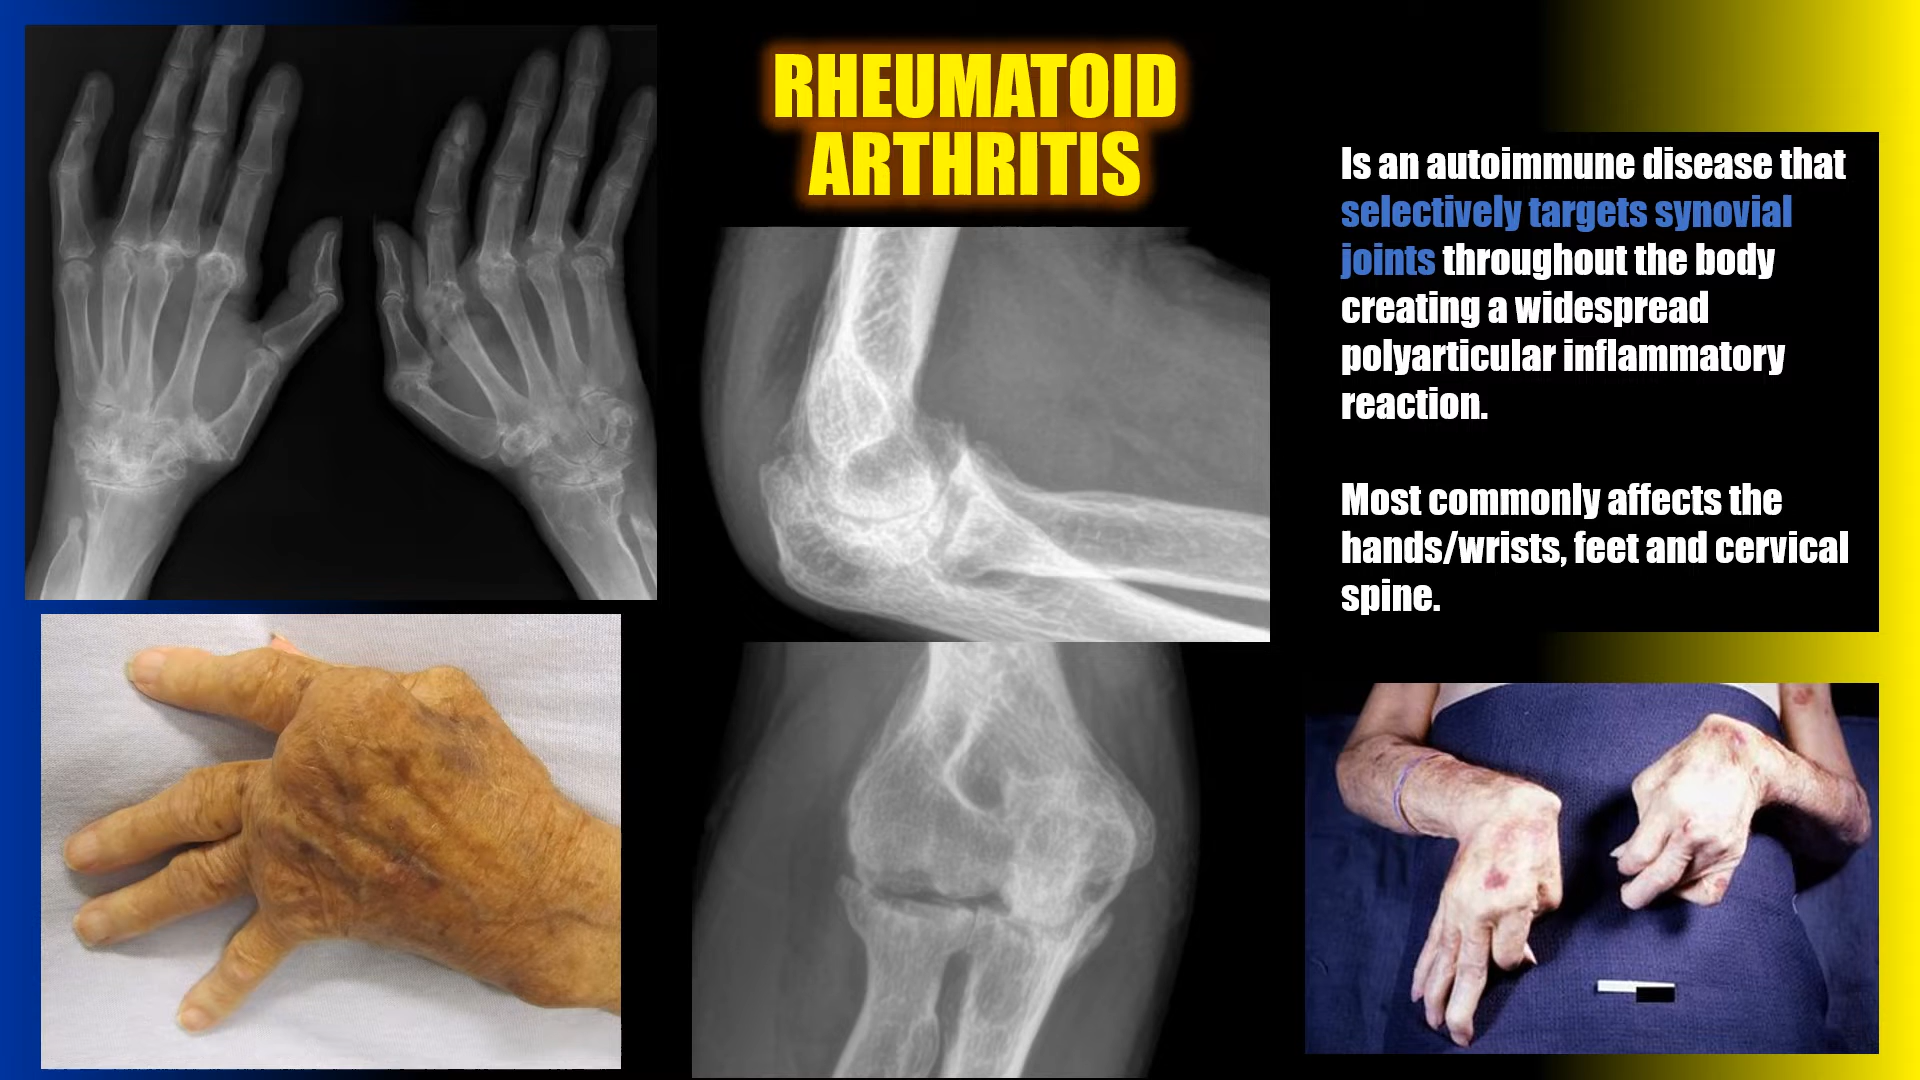 RHEUMATOID
ARTHRITIS
Is an autoimmune disease that
selectively targets synovial
joints throughout the body
creating a widespread
polyarticular inflammatory
reaction.
Most commonly affects the
hands/wrists, feet and cervical
spine.